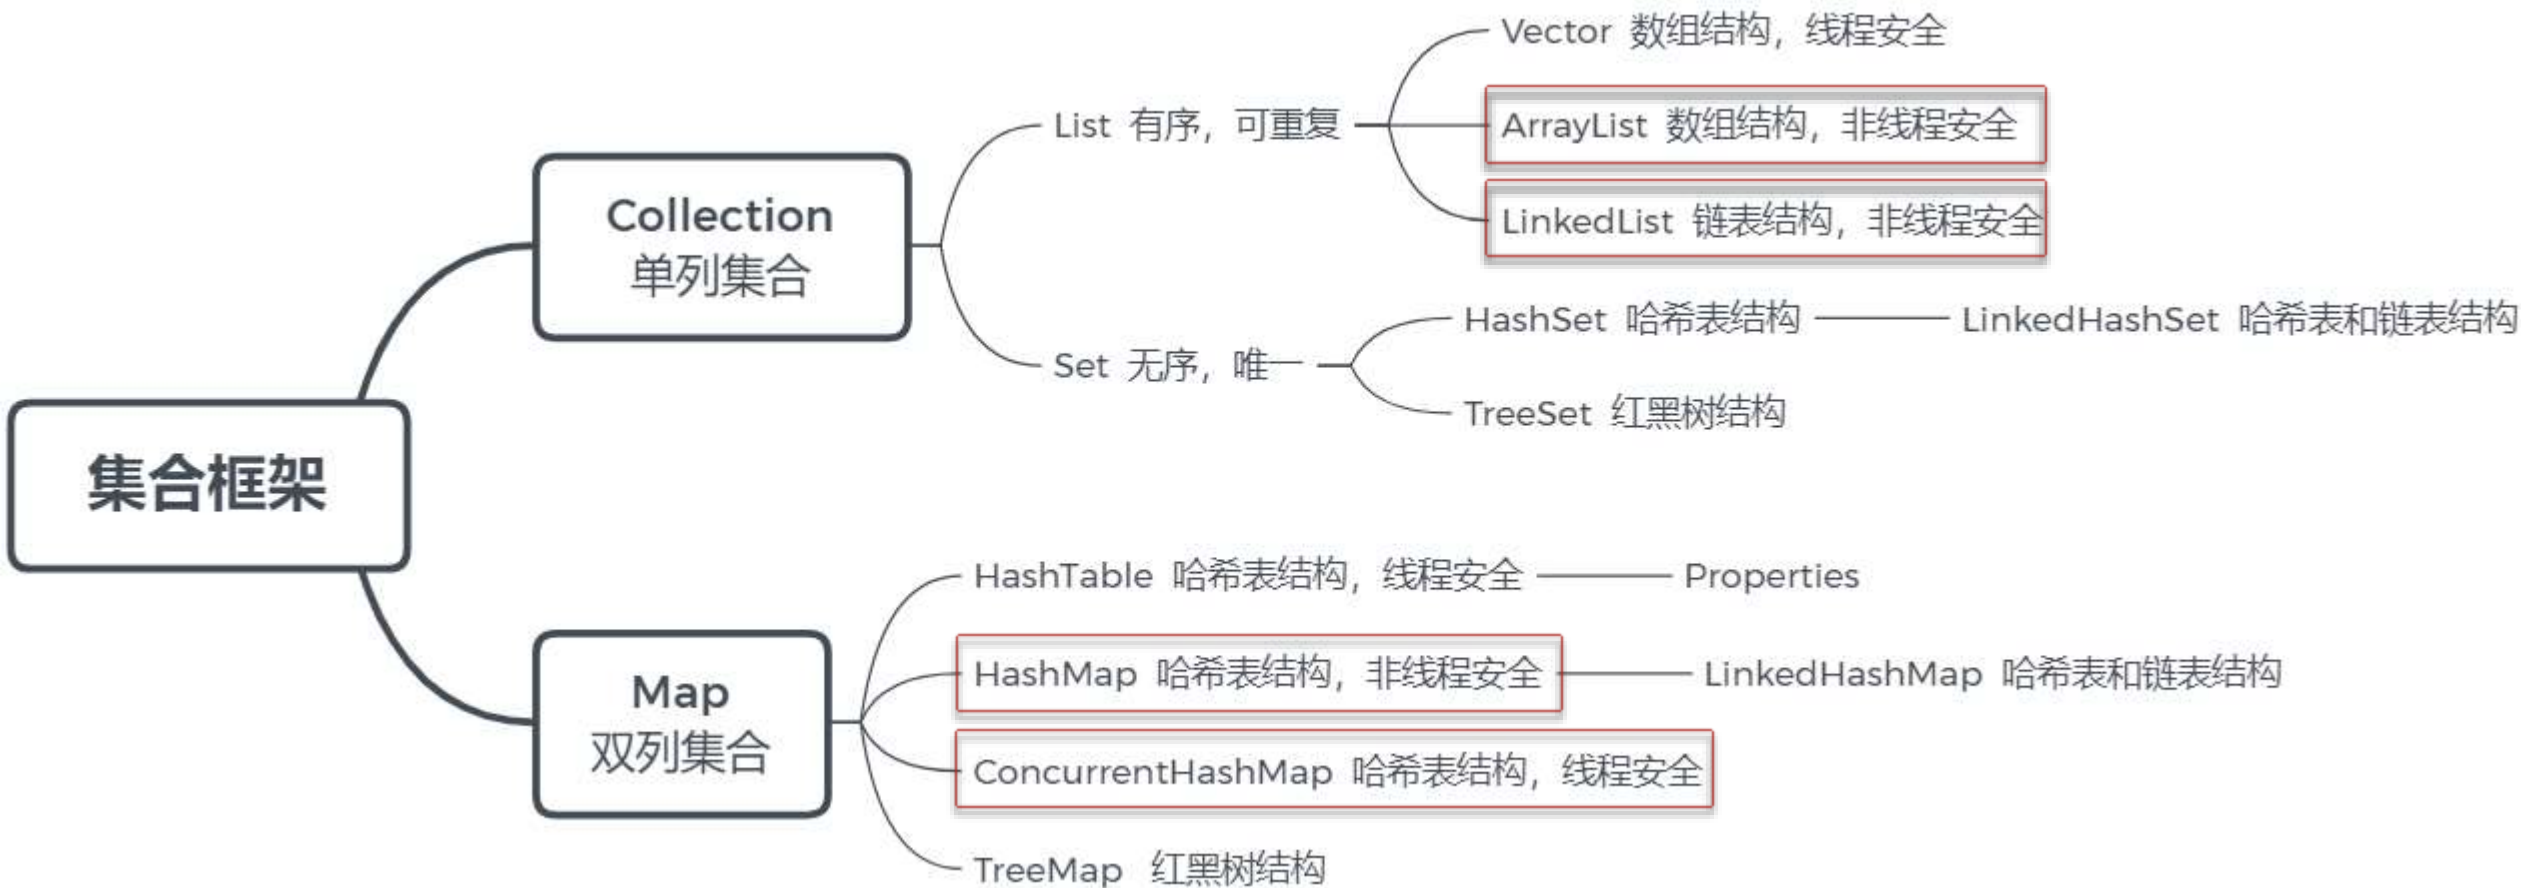 集合框架
Collection
单列集合
List 有序，可重复
Vector 数组结构，线程安全
ArrayList 数组结构，非线程安全
LinkedList 链表结构，非线程安全
Set 无序，唯一
HashSet 哈希表结构
LinkedHashSet 哈希表和链表结构
TreeSet 红黑树结构
Map
双列集合
HashTable 哈希表结构，线程安全
Properties
HashMap 哈希表结构，非线程安全
LinkedHashMap 哈希表和链表结构
ConcurrentHashMap 哈希表结构，线程安全
TreeMap 红黑树结构